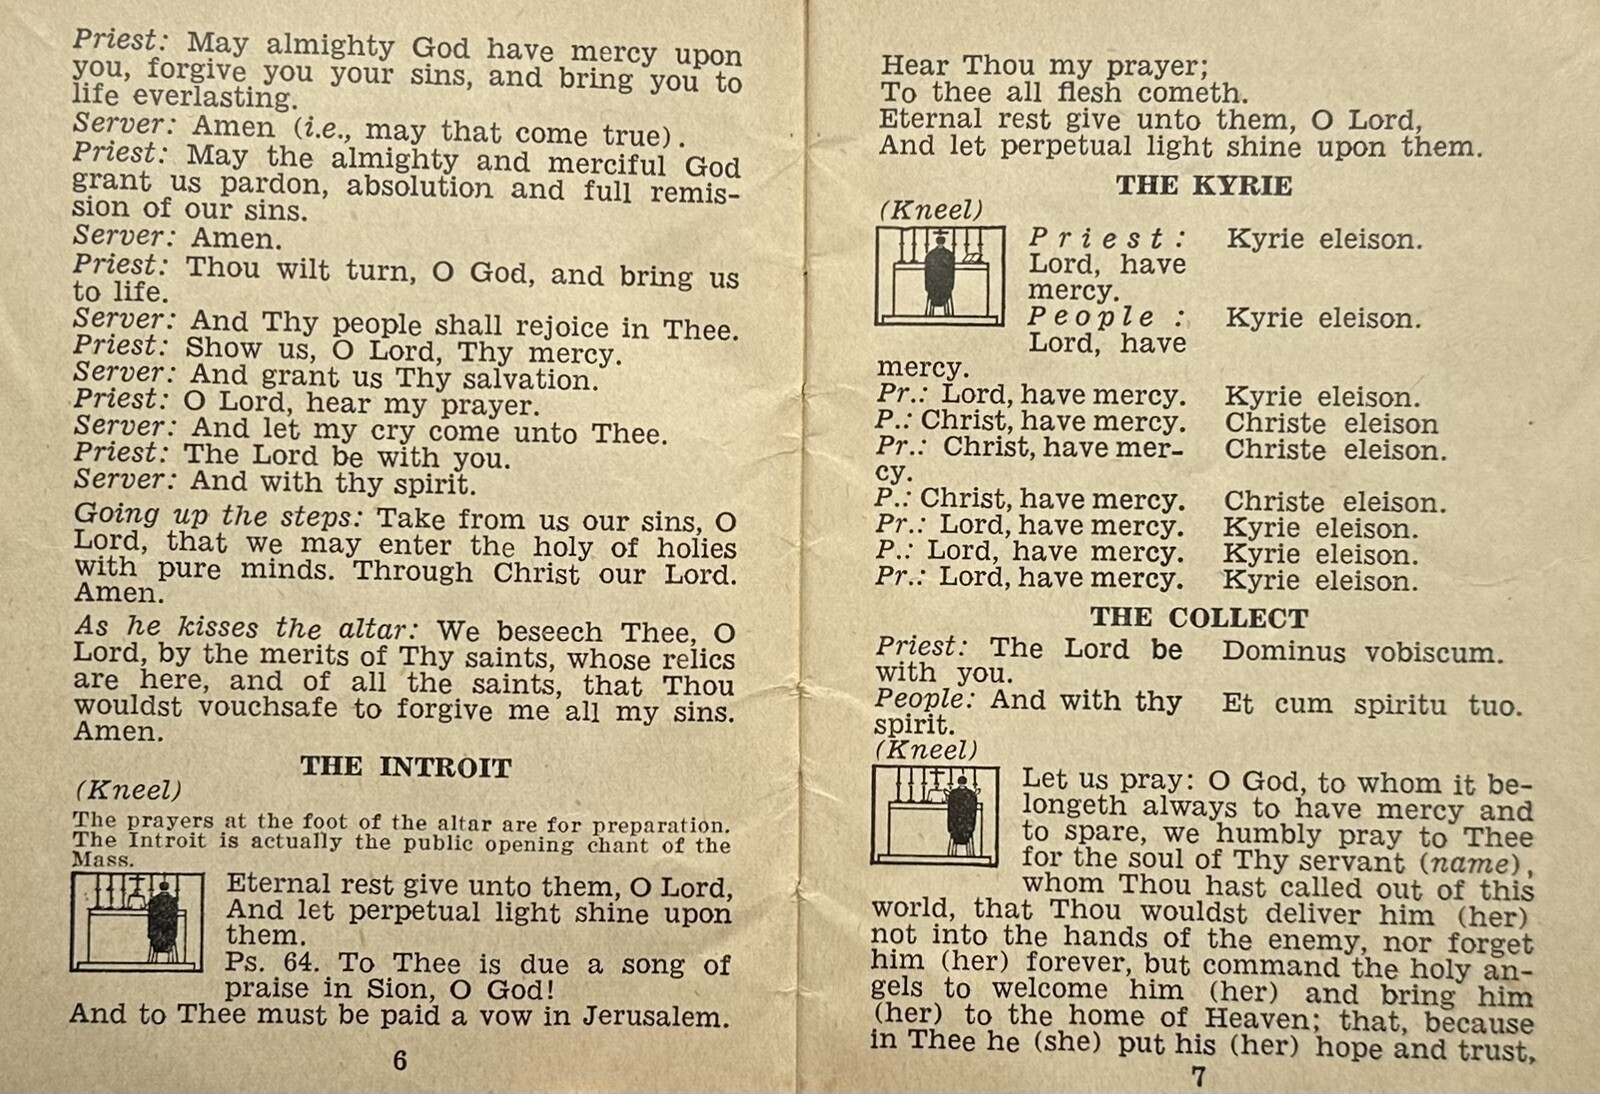 Priest: May almighty God have mercy upon
you, forgive you your sins, and bring you to
life everlasting.
Server: Amen (i.e., may that come true).
Priest: May the almighty and merciful God
grant us pardon, absolution and full remis-
sion of our sins.
Server: Amen.
Priest: Thou wilt turn, O God, and bring us
to life.
Server: And Thy people shall rejoice in Thee.
Priest: Show us, O Lord, Thy mercy.
Server: And grant us Thy salvation.
Priest: O Lord, hear my prayer.
Server: And let my cry come unto Thee.
Priest: The Lord be with you.
Server: And with thy spirit.
Going up the steps: Take from us our sins, O
Lord, that we may enter the holy of holies
with pure minds. Through Christ our Lord.
Amen.
As he kisses the altar: We beseech Thee, O
Lord, by the merits of Thy saints, whose relics
are here, and of all the saints, that Thou
wouldst vouchsafe to forgive me all my sins.
Amen.
THE INTROIT
(Kneel)
The prayers at the foot of the altar are for preparation.
The Introit is actually the public opening chant of the
Mass.
Eternal rest give unto them, O Lord,
And let perpetual light shine upon
them.
Ps. 64. To Thee is due a song of
praise in Sion, O God!
And to Thee must be paid a vow in Jerusalem.
6
Hear Thou my prayer;
To thee all flesh cometh.
Eternal rest give unto them, O Lord,
And let perpetual light shine upon them.
THE KYRIE
(Kneel)
Priest: Kyrie eleison.
Lord, have
mercy.
People: Kyrie eleison.
Lord, have
mercy.
Pr.: Lord, have mercy. Kyrie eleison.
P.: Christ, have mercy. Christe eleison
Pr.: Christ, have mer- Christe eleison.
cy.
P.: Christ, have mercy. Christe eleison.
Pr.: Lord, have mercy. Kyrie eleison.
P.: Lord, have mercy. Kyrie eleison.
Pr.: Lord, have mercy. Kyrie eleison.
THE COLLECT
Priest: The Lord be Dominus vobiscum.
with you.
People: And with thy Et cum spiritu tuo.
spirit.
(Kneel)
Let us pray: O God, to whom it be-
longeth always to have mercy and
to spare, we humbly pray to Thee
for the soul of Thy servant (name),
whom Thou hast called out of this
world, that Thou wouldst deliver him (her)
not into the hands of the enemy, nor forget
him (her) forever, but command the holy an-
gels to welcome him (her) and bring him
(her) to the home of Heaven; that, because
in Thee he (she) put his (her) hope and trust,
7